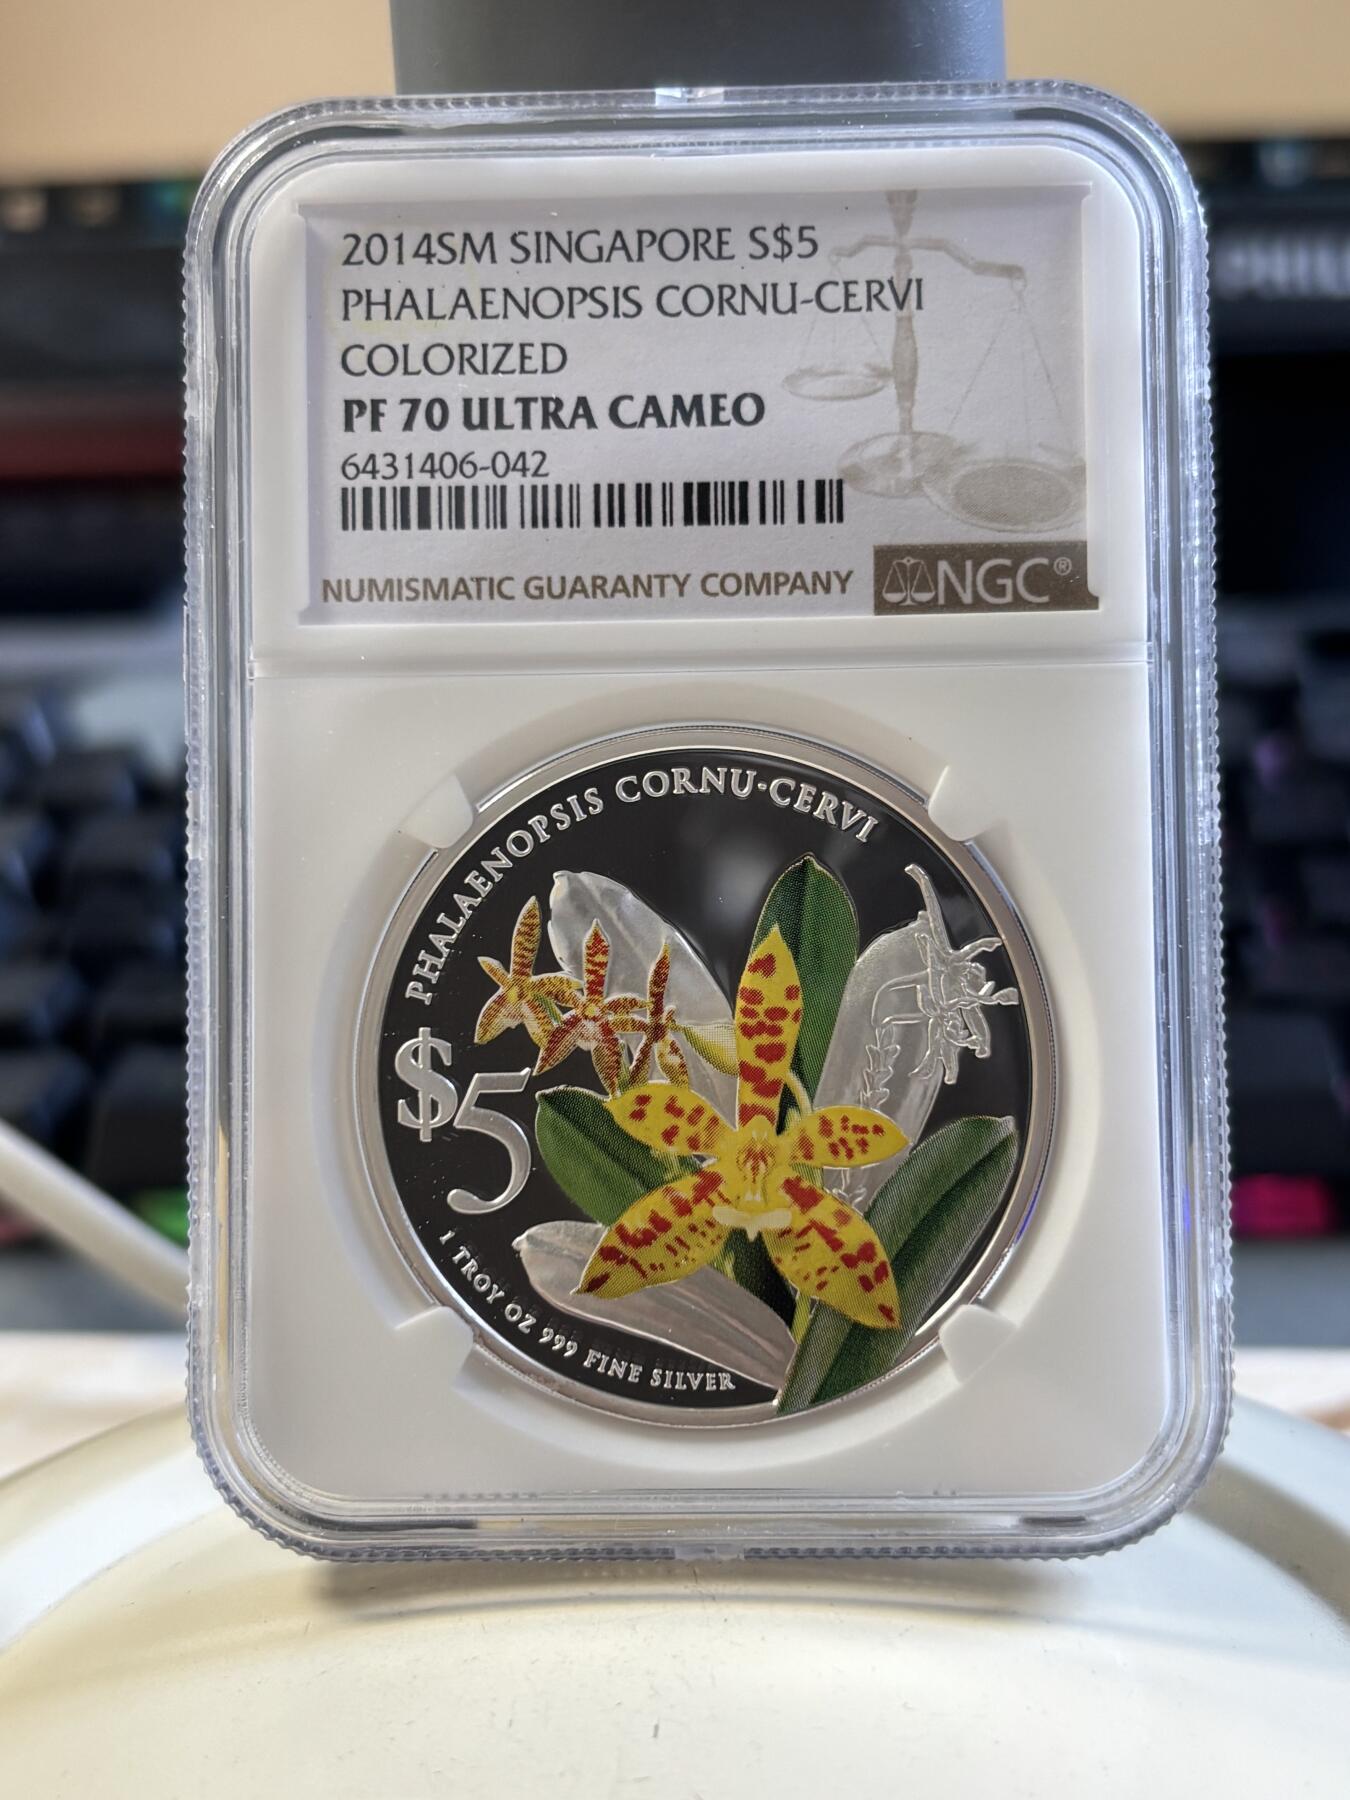 2014SM SINGAPORE S$5
PHALAENOPSIS CORNU-CERVI
COLORIZED
PF 70 ULTRA CAMEO
6431406-042
NUMISMATIC GUARANTY COMPANY
NGC®
PHALAENOPSIS CORNU-CERVI
$5
1 TROY OZ 999 FINE SILVER